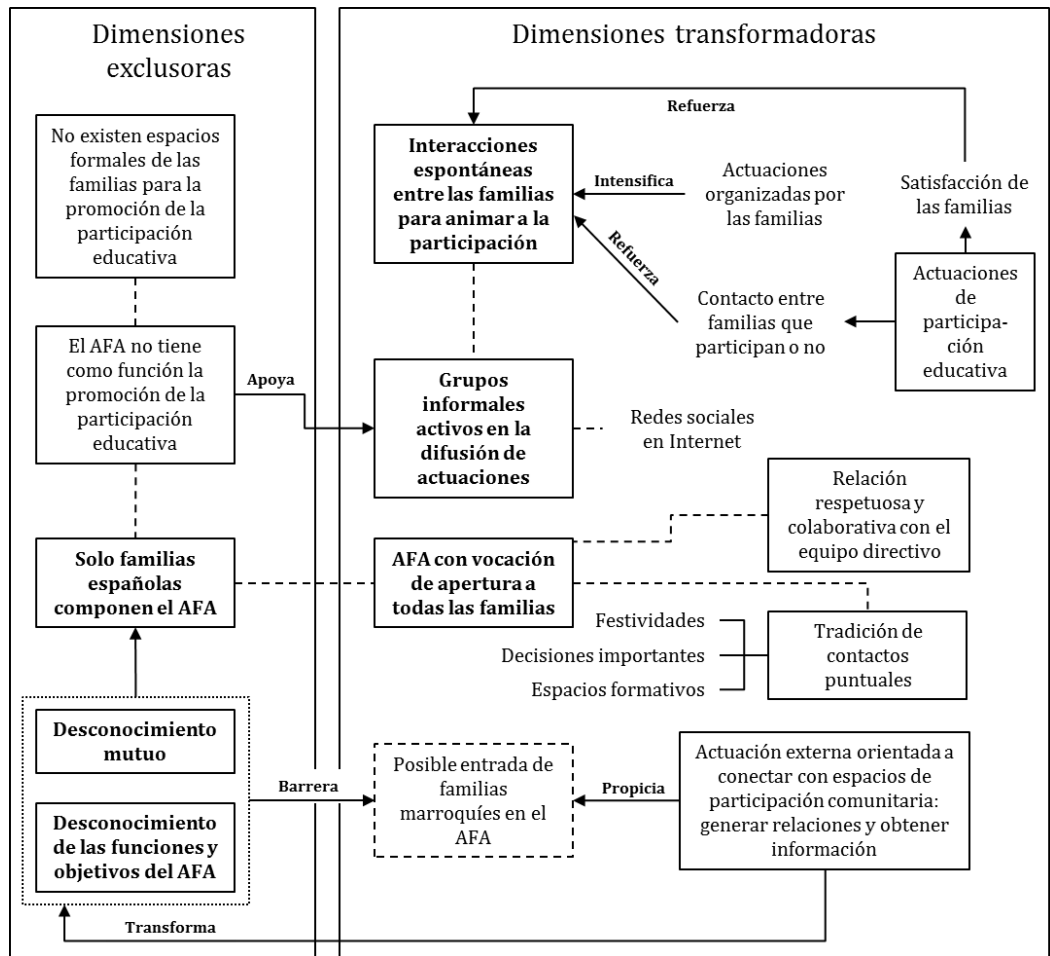 Dimensiones
exclusoras
No existen espacios
formales de las
familias para la
promoción de la
participación
educativa
El AFA no tiene
como función la
promoción de la
participación
educativa
Apoya
Solo familias
españolas
componen el AFA
Desconocimiento
mutuo
Desconocimiento
de las funciones y
objetivos del AFA
Barrera
Transforma
Dimensiones transformadoras
Refuerza
Interacciones
espontáneas
entre las familias
para animar a la
participación
Intensifica
Actuaciones
organizadas por
las familias
Satisfacción de
las familias
Refuerza
Contacto entre
familias que
participan o no
Actuaciones
de
participa-
ción
educativa
Grupos
informales
activos en la
difusión de
actuaciones
Redes sociales
en Internet
Relación
respetuosa y
colaborativa con el
equipo directivo
AFA con vocación
de apertura a
todas las familias
Festividades
Decisiones importantes
Espacios formativos
Tradición de
contactos
puntuales
Posible entrada de
familias
marroquíes en el
AFA
Propicia
Actuación externa orientada a
conectar con espacios de
participación comunitaria:
generar relaciones y obtener
información